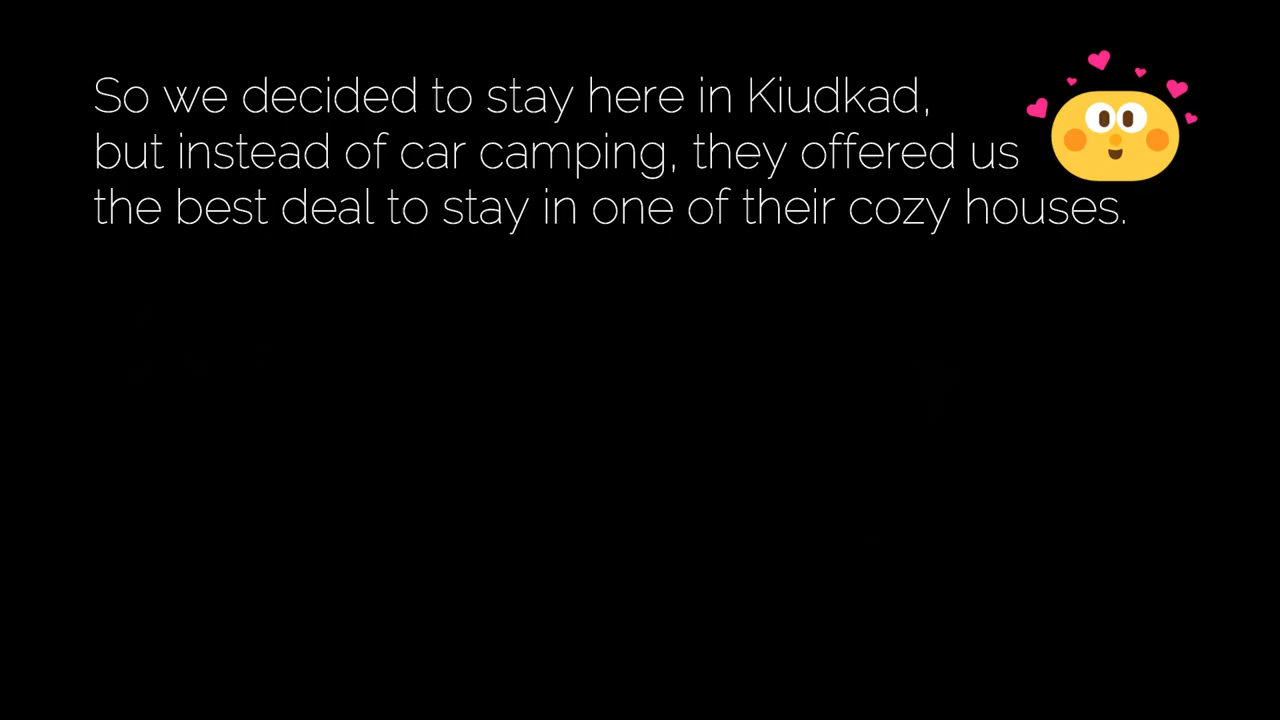 So we decided to stay here in Kiudkad,
but instead of car camping, they offered us
the best deal to stay in one of their cozy houses.